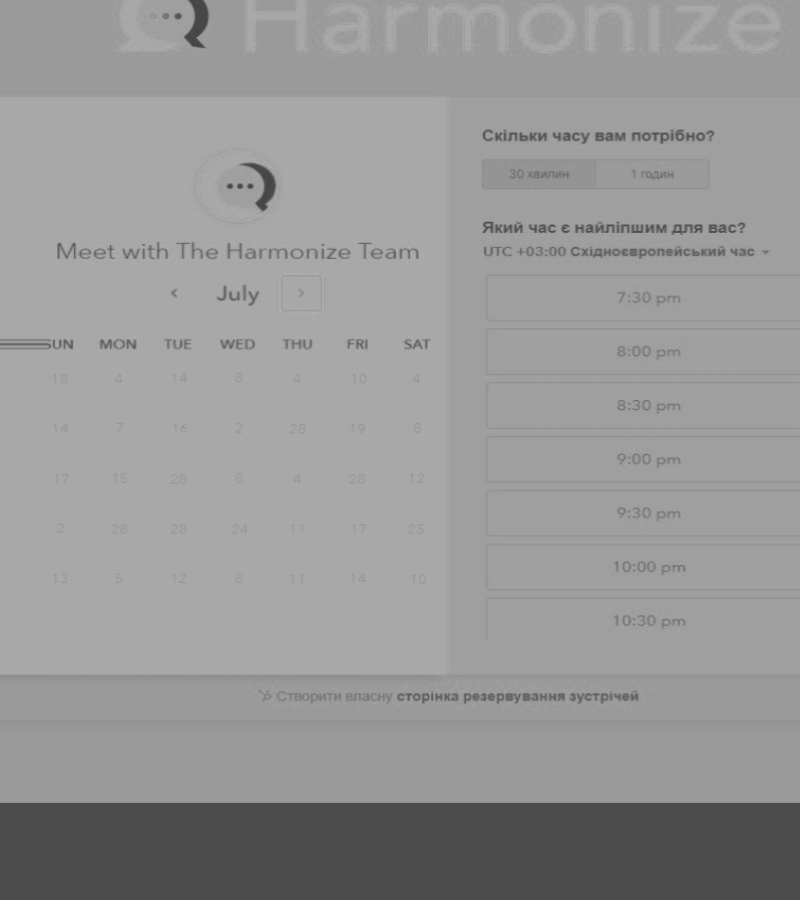 Harmonize
Meet with The Harmonize Team
July
SUN MON TUE WED THU FRI SAT
18 4 14 8 4 10 4
14 7 16 2 28 19 8
17 15 28 8 4 28 12
2 28 28 24 11 17 25
13 5 12 8 11 14 10
Скільки часу вам потрібно?
30 хвилин 1 годин
Який час є найліпшим для вас?
UTC +03:00 Східноєвропейський час
7:30 pm
8:00 pm
8:30 pm
9:00 pm
9:30 pm
10:00 pm
10:30 pm
Створити власну сторінка резервування зустрічей